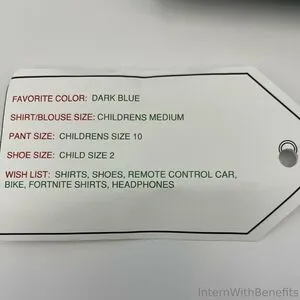 FAVORITE COLOR: DARK BLUE
SHIRT/BLOUSE SIZE: CHILDRENS MEDIUM
PANT SIZE: CHILDRENS SIZE 10
SHOE SIZE: CHILD SIZE 2
WISH LIST: SHIRTS, SHOES, REMOTE CONTROL CAR,
BIKE, FORTNITE SHIRTS, HEADPHONES
InternWithBenefits